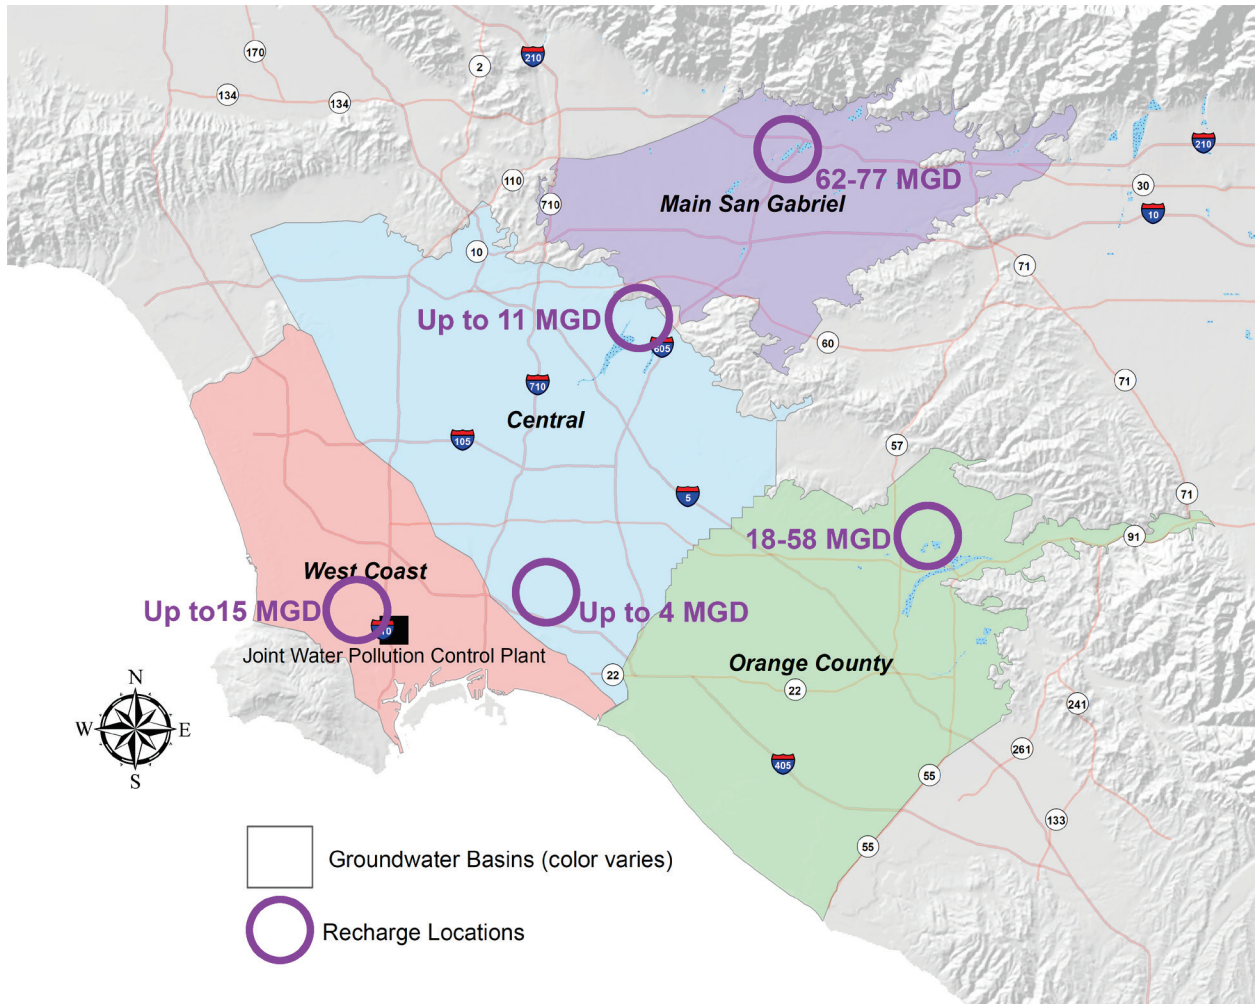 210
170
2
134
134
210
62-77 MGD
110
30
Main San Gabriel
710
10
10
71
Up to 11 MGD
60
605
71
710
Central
105
57
5
71
91
18-58 MGD
West Coast
Up to15 MGD
Up to 4 MGD
Joint Water Pollution Control Plant
Orange County
22
22
N
W
E
S
241
261
405
55
133
55
Groundwater Basins (color varies)
Recharge Locations